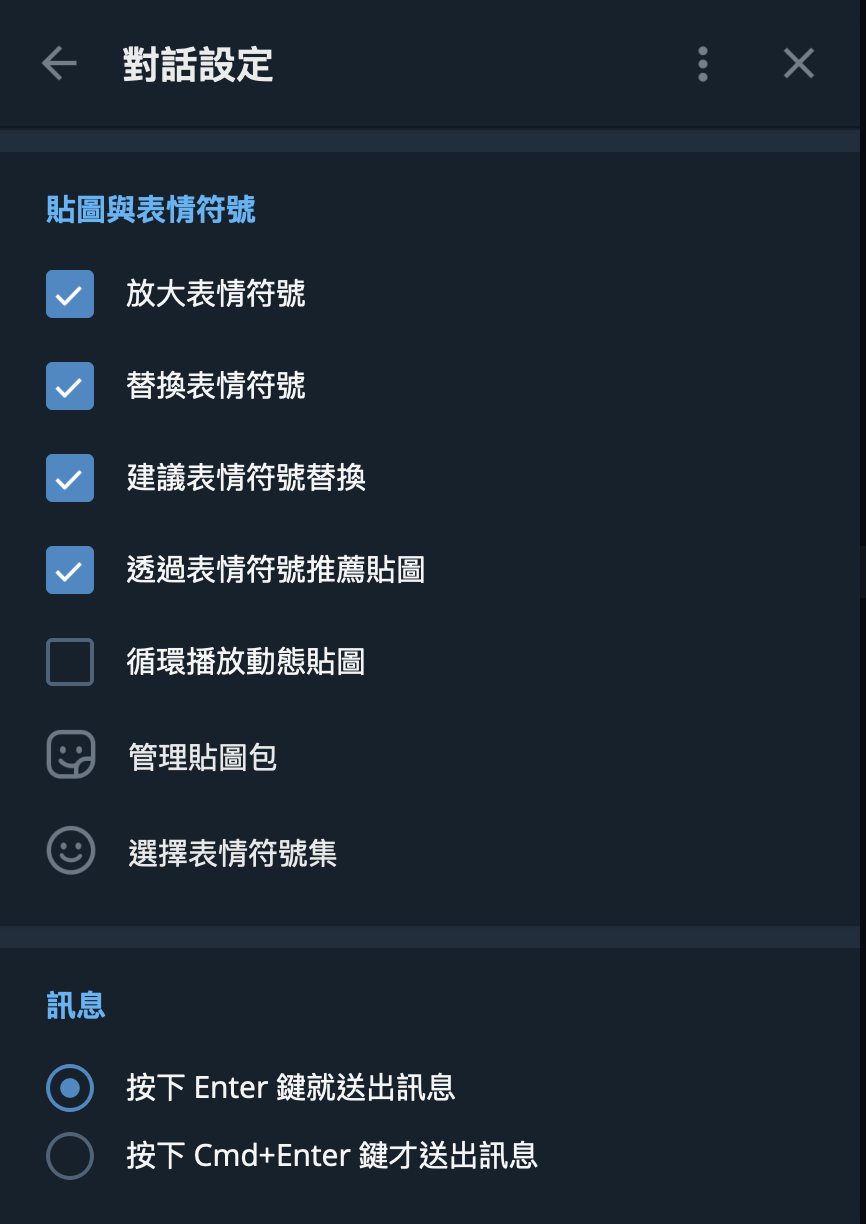 對話設定
貼圖與表情符號
放大表情符號
替換表情符號
建議表情符號替換
透過表情符號推薦貼圖
循環播放動態貼圖
管理貼圖包
選擇表情符號集
訊息
按下 Enter 鍵就送出訊息
按下 Cmd+Enter 鍵才送出訊息